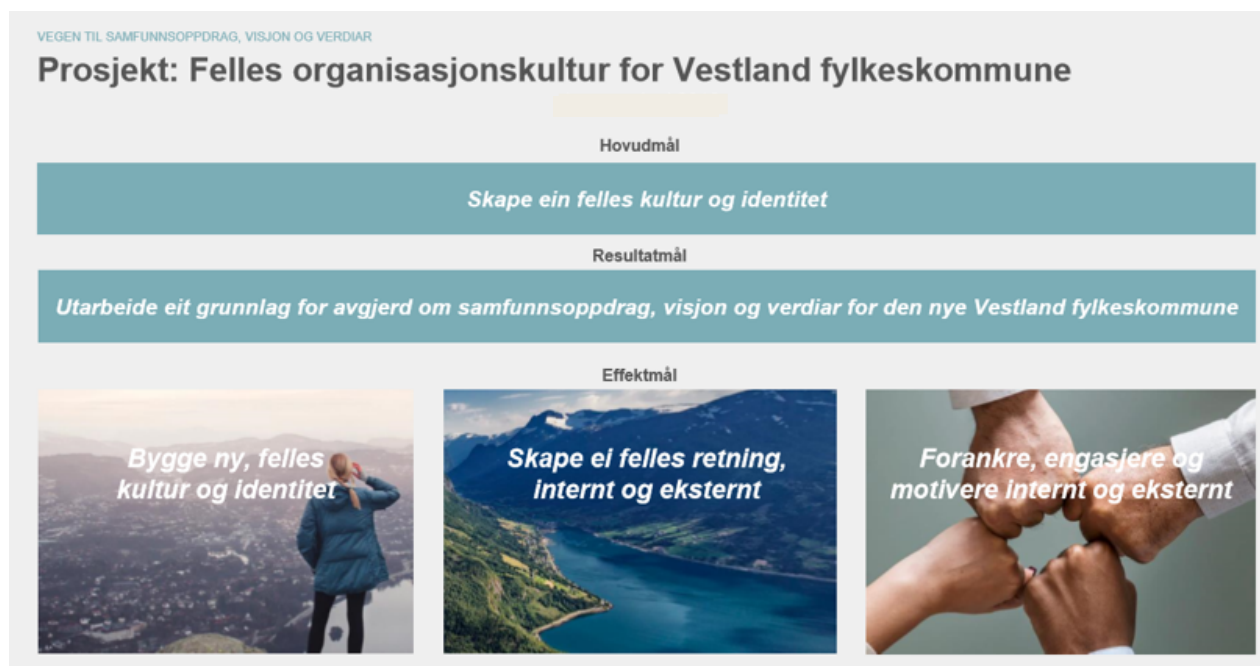 VEGEN TIL SAMFUNNSOPPDRAG, VISJON OG VERDIAR
Prosjekt: Felles organisasjonskultur for Vestland fylkeskommune
Hovudmål
Skape ein felles kultur og identitet
Resultatmål
Utarbeide eit grunnlag for avgjerd om samfunnsoppdrag, visjon og verdiar for den nye Vestland fylkeskommune
Effektmål
Bygge ny, felles
kultur og identitet
Skape ei felles retning,
internt og eksternt
Forankre, engasjere og
motivere internt og eksternt